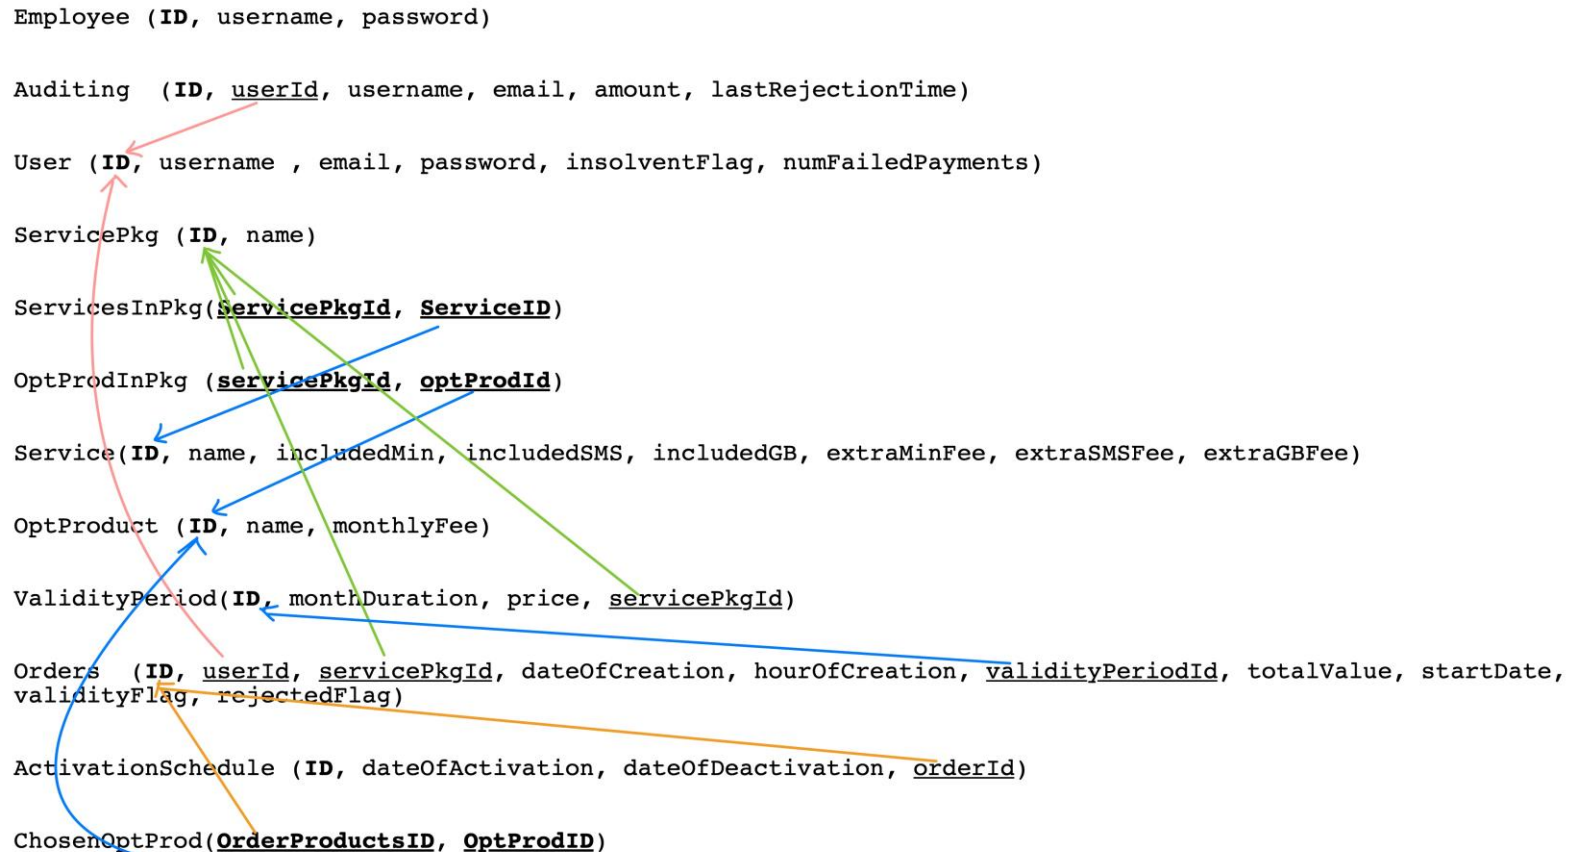 Employee (ID, username, password)
Auditing  (ID, userId, username, email, amount, lastRejectionTime)
User (ID, username , email, password, insolventFlag, numFailedPayments)
ServicePkg (ID, name)
ServicesInPkg(ServicePkgId, ServiceID)
OptProdInPkg (servicePkgId, optProdId)
Service(ID, name, includedMin, includedSMS, includedGB, extraMinFee, extraSMSFee, extraGBFee)
OptProduct (ID, name, monthlyFee)
ValidityPeriod(ID, monthDuration, price, servicePkgId)
Orders  (ID, userId, servicePkgId, dateOfCreation, hourOfCreation, validityPeriodId, totalValue, startDate,
validityFlag, rejectedFlag)
ActivationSchedule (ID, dateOfActivation, dateOfDeactivation, orderId)
ChosenOptProd(OrderProductsID, OptProdID)